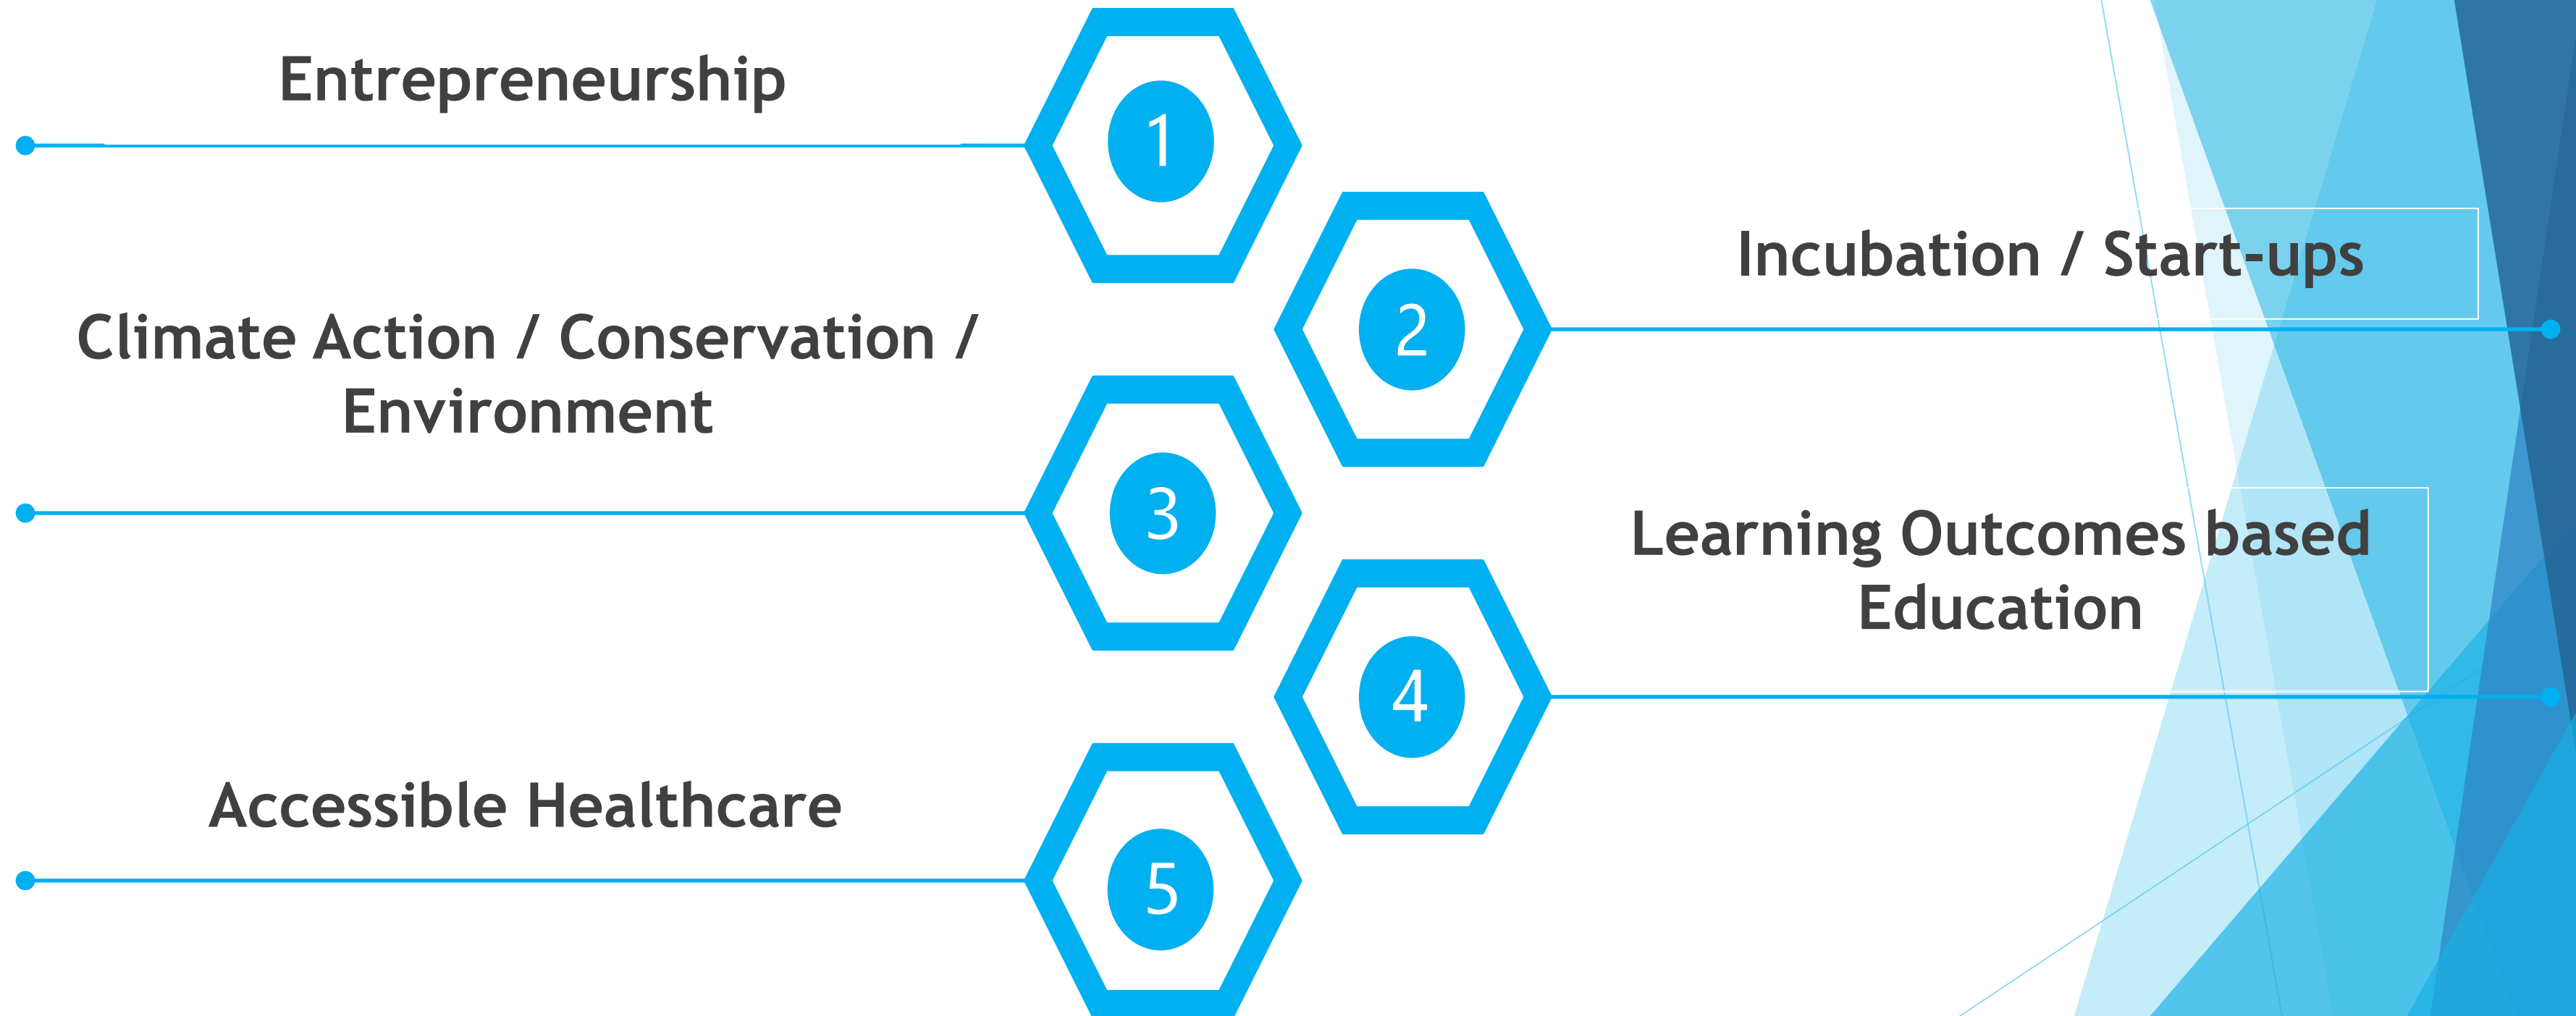 Entrepreneurship
1
Incubation / Start-ups
2
Climate Action / Conservation /
Environment
3
Learning Outcomes based
Education
4
Accessible Healthcare
5